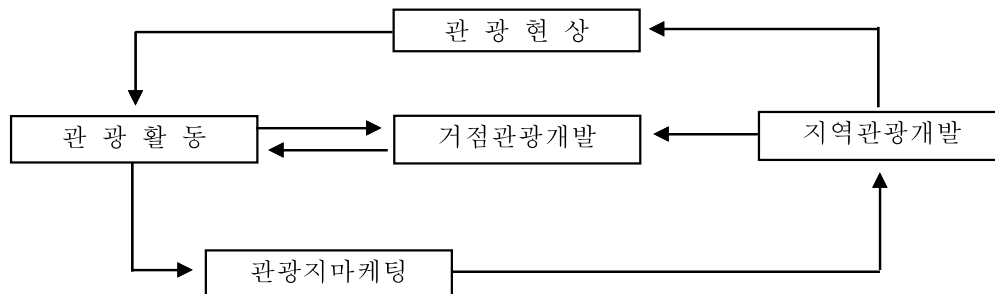 관 광 현 상
관 광 활 동
거점관광개발
지역관광개발
관광지마케팅